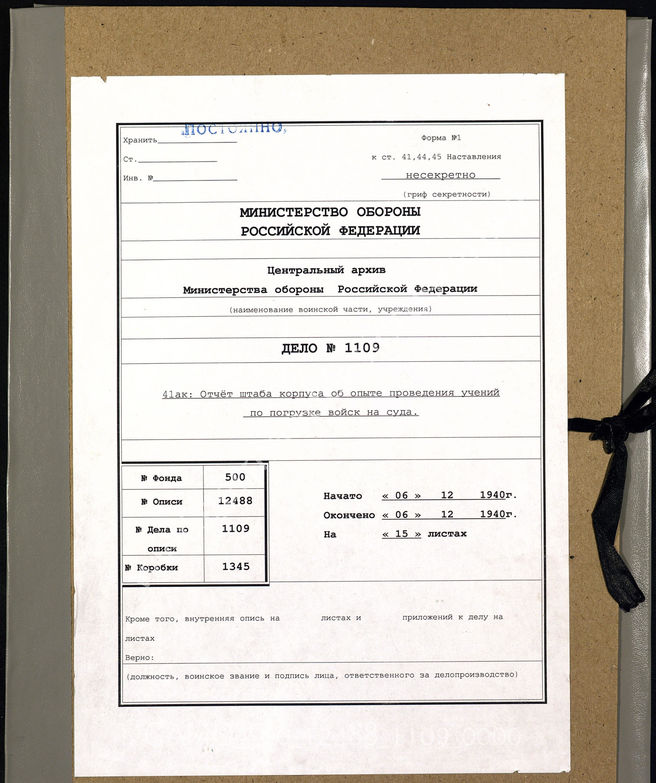 Хранить ПОСТОЯННО,
Форма №1
Ст.
к ст. 41,44,45 Наставления
Инв. №
несекретно
(гриф секретности)
МИНИСТЕРСТВО ОБОРОНЫ
РОССИЙСКОЙ ФЕДЕРАЦИИ
Центральный архив
Министерства обороны Российской Федерации
(наименование воинской части, учреждения)
ДЕЛО № 1109
41ак: Отчёт штаба корпуса об опыте проведения учений
по погрузке войск на суда.
№ Фонда 500
№ Описи 12488
№ Дела по описи 1109
№ Коробки 1345
Начато « 06 » 12 1940г.
Окончено « 06 » 12 1940г.
На « 15 » листах
Кроме того, внутренняя опись на листах и приложений к делу на
листах
Верно:
(должность, воинское звание и подпись лица, ответственного за делопроизводство)